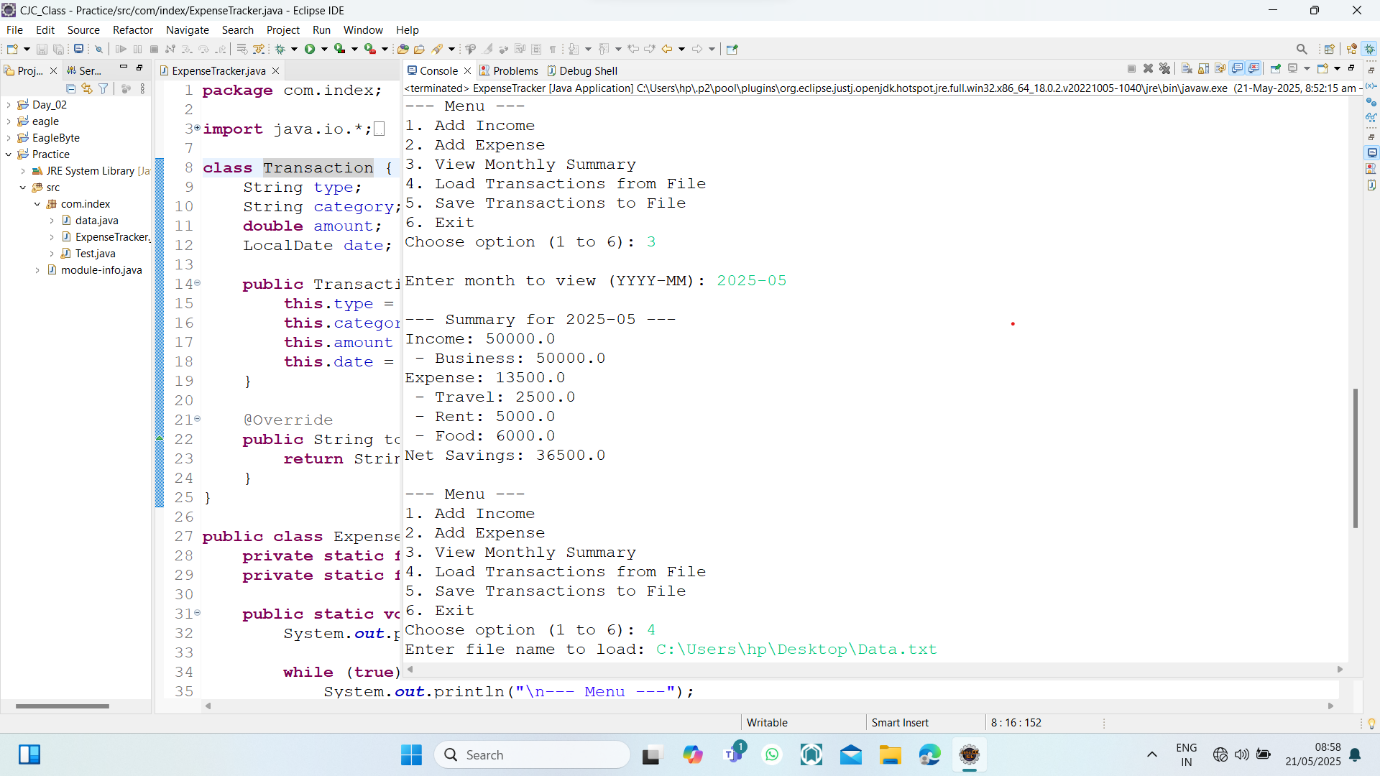 CJC_Class - Practice/src/com/index/ExpenseTracker.java - Eclipse IDE
File Edit Source Refactor Navigate Search Project Run Window Help
Proj...
Ser...
Day_02
eagle
EagleByte
Practice
JRE System Library [Ja
src
com.index
data.java
ExpenseTracker.
Test.java
module-info.java
ExpenseTracker.java
1 package com.index;
2
3 import java.io.*;
7
8 class Transaction {
9 String type;
10 String category;
11 double amount;
12 LocalDate date;
13
14 public Transacti
15 this.type =
16 this.categor
17 this.amount
18 this.date =
19 }
20
21 @Override
22 public String to
23 return Strin
24 }
25 }
26
27 public class Expense
28 private static f
29 private static f
30
31 public static vo
32 System.out.p
33
34 while (true)
35 System.out.println("\n--- Menu ---");
Console Problems Debug Shell
<terminated> ExpenseTracker [Java Application] C:\Users\hp\.p2\pool\plugins\org.eclipse.justj.openjdk.hotspot.jre.full.win32.x86_64_18.0.2.v20221005-1040\jre\bin\javaw.exe (21-May-2025, 8:52:15 am –
--- Menu ---
1. Add Income
2. Add Expense
3. View Monthly Summary
4. Load Transactions from File
5. Save Transactions to File
6. Exit
Choose option (1 to 6): 3
Enter month to view (YYYY-MM): 2025-05
--- Summary for 2025-05 ---
Income: 50000.0
- Business: 50000.0
Expense: 13500.0
- Travel: 2500.0
- Rent: 5000.0
- Food: 6000.0
Net Savings: 36500.0
--- Menu ---
1. Add Income
2. Add Expense
3. View Monthly Summary
4. Load Transactions from File
5. Save Transactions to File
6. Exit
Choose option (1 to 6): 4
Enter file name to load: C:\Users\hp\Desktop\Data.txt
Writable
Smart Insert
8 : 16 : 152
Search
1
ENG
IN
08:58
21/05/2025